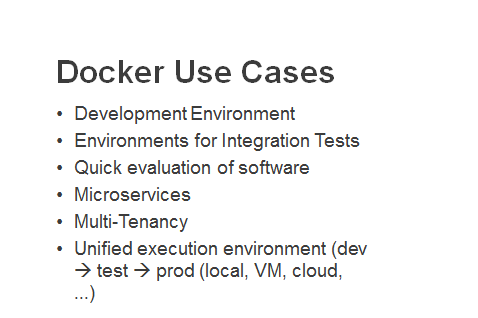 Docker Use Cases
• Development Environment
• Environments for Integration Tests
• Quick evaluation of software
• Microservices
• Multi-Tenancy
• Unified execution environment (dev
→ test → prod (local, VM, cloud,
...)